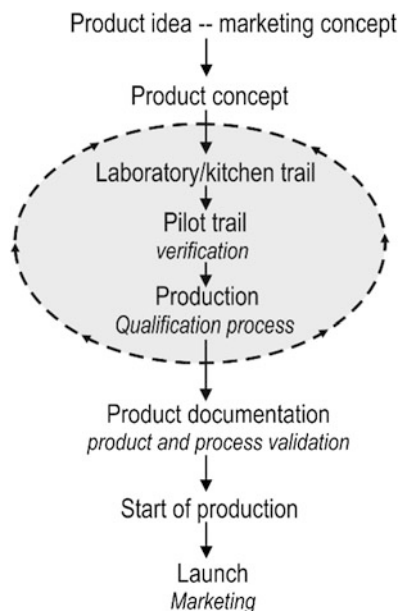 Product idea -- marketing concept
Product concept
Laboratory/kitchen trail
Pilot trail
verification
Production
Qualification process
Product documentation
product and process validation
Start of production
Launch
Marketing